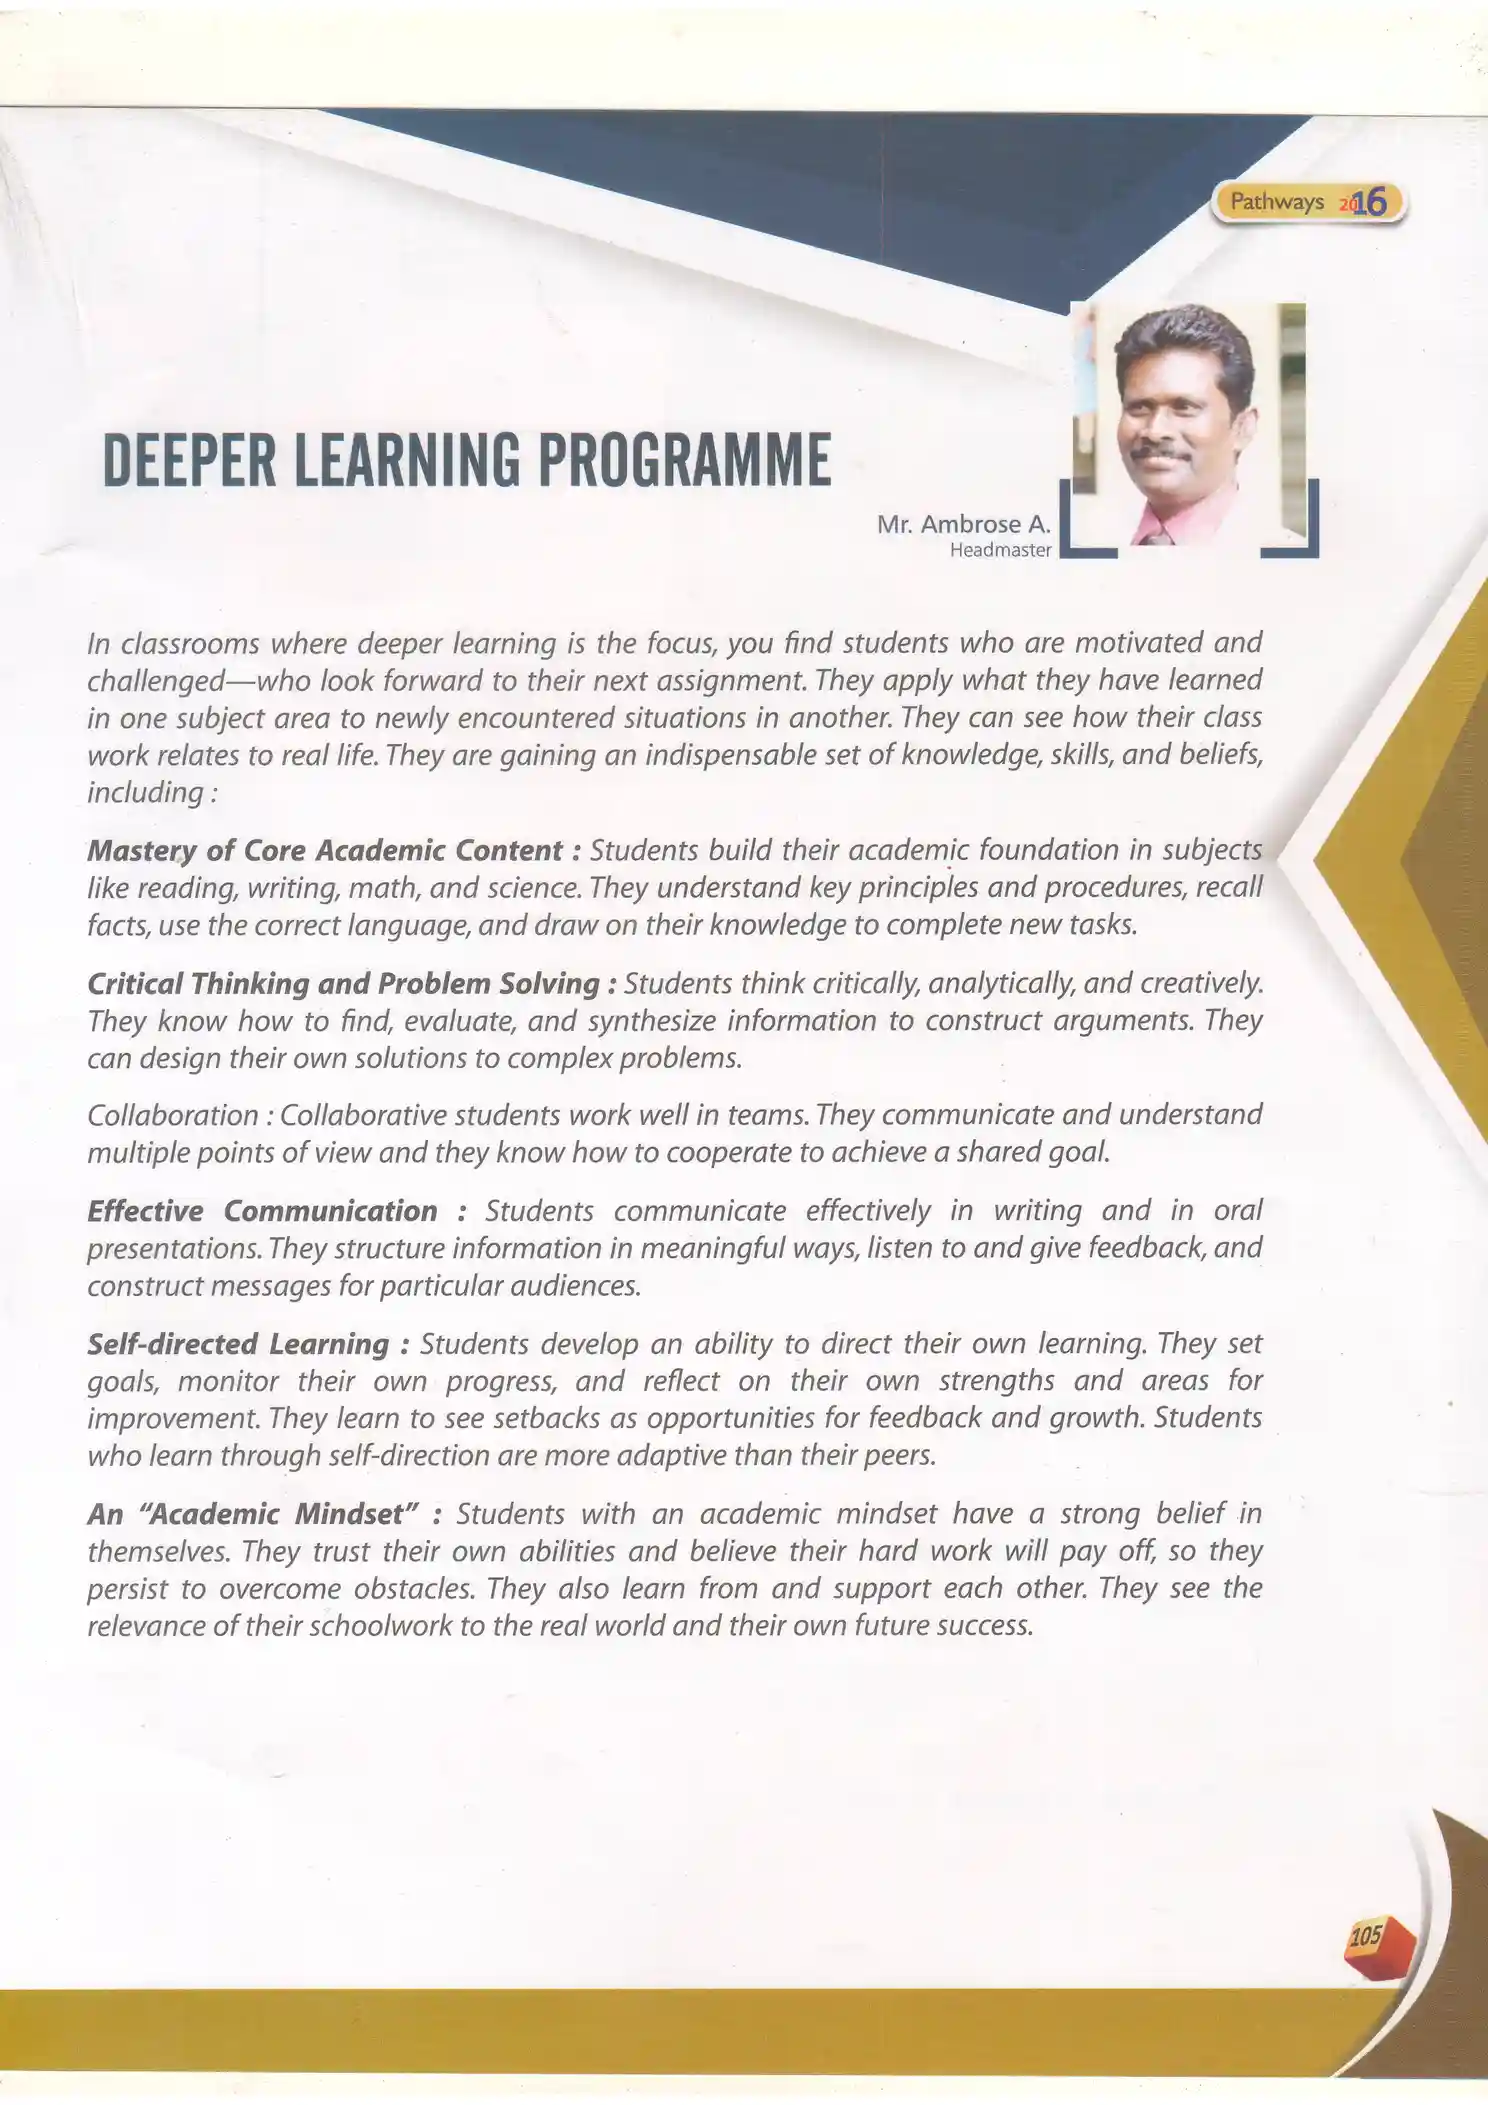 Pathways 2016
DEEPER LEARNING PROGRAMME
Mr. Ambrose A.
Headmaster
In classrooms where deeper learning is the focus, you find students who are motivated and
challenged—who look forward to their next assignment. They apply what they have learned
in one subject area to newly encountered situations in another. They can see how their class
work relates to real life. They are gaining an indispensable set of knowledge, skills, and beliefs,
including :
Mastery of Core Academic Content : Students build their academic foundation in subjects
like reading, writing, math, and science. They understand key principles and procedures, recall
facts, use the correct language, and draw on their knowledge to complete new tasks.
Critical Thinking and Problem Solving : Students think critically, analytically, and creatively.
They know how to find, evaluate, and synthesize information to construct arguments. They
can design their own solutions to complex problems.
Collaboration : Collaborative students work well in teams. They communicate and understand
multiple points of view and they know how to cooperate to achieve a shared goal.
Effective Communication : Students communicate effectively in writing and in oral
presentations. They structure information in meaningful ways, listen to and give feedback, and
construct messages for particular audiences.
Self-directed Learning : Students develop an ability to direct their own learning. They set
goals, monitor their own progress, and reflect on their own strengths and areas for
improvement. They learn to see setbacks as opportunities for feedback and growth. Students
who learn through self-direction are more adaptive than their peers.
An “Academic Mindset” : Students with an academic mindset have a strong belief in
themselves. They trust their own abilities and believe their hard work will pay off, so they
persist to overcome obstacles. They also learn from and support each other. They see the
relevance of their schoolwork to the real world and their own future success.
105